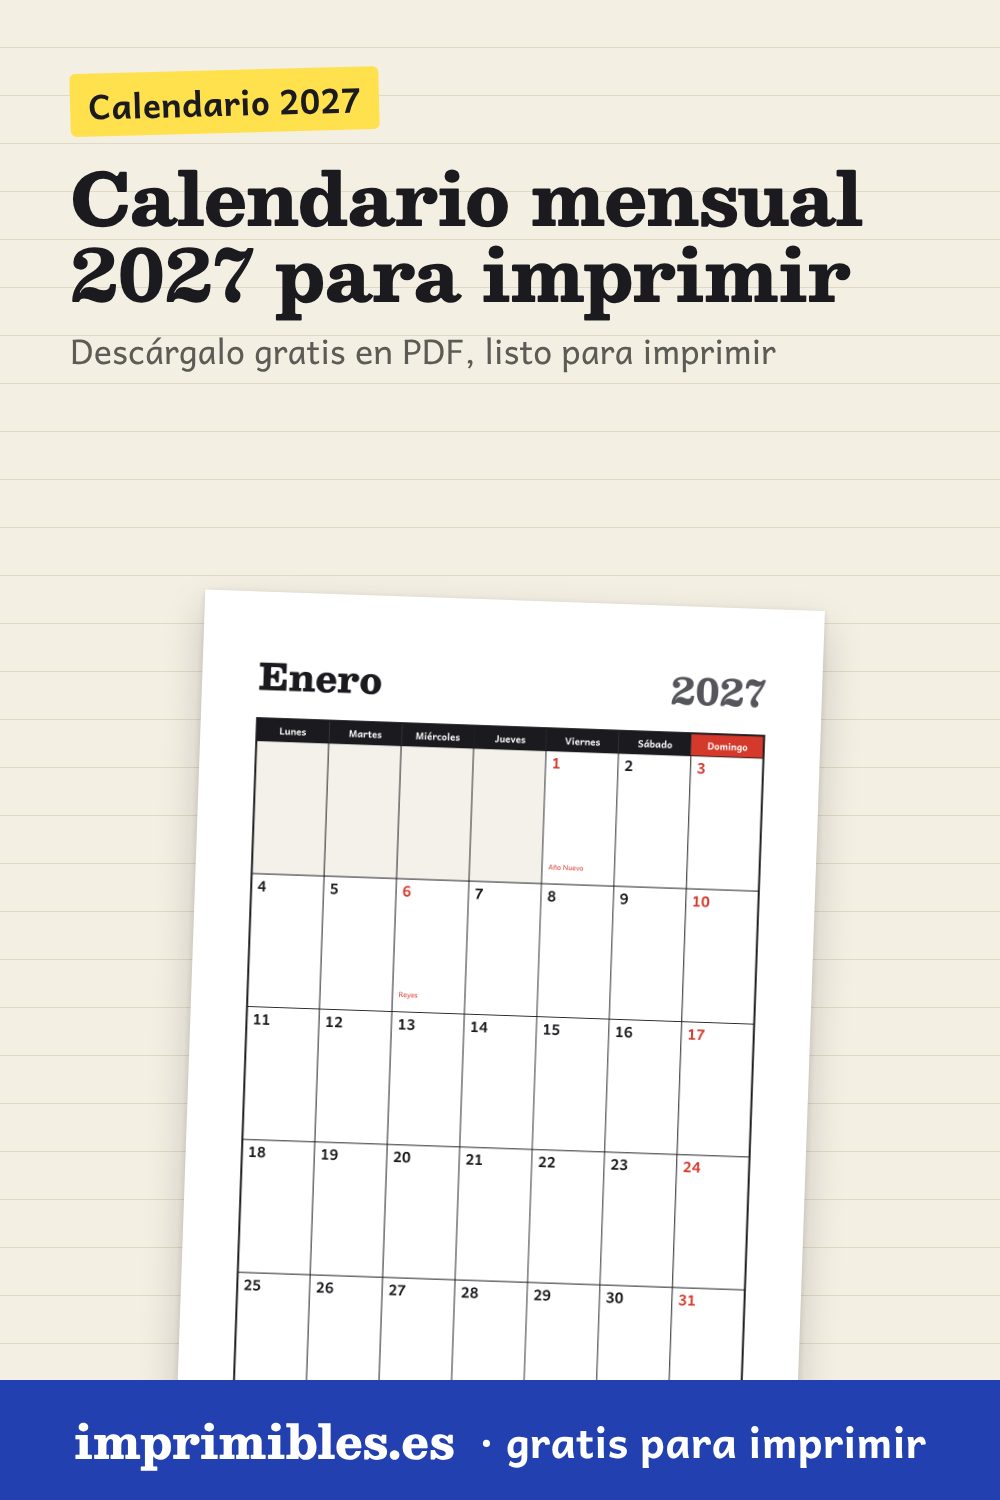 Calendario 2027
Calendario mensual
2027 para imprimir
Descárgalo gratis en PDF, listo para imprimir
Enero 2027
Lunes Martes Miércoles Jueves Viernes Sábado Domingo
1 2 3
Año Nuevo
4 5 6 7 8 9 10
Reyes
11 12 13 14 15 16 17
18 19 20 21 22 23 24
25 26 27 28 29 30 31
imprimibles.es · gratis para imprimir